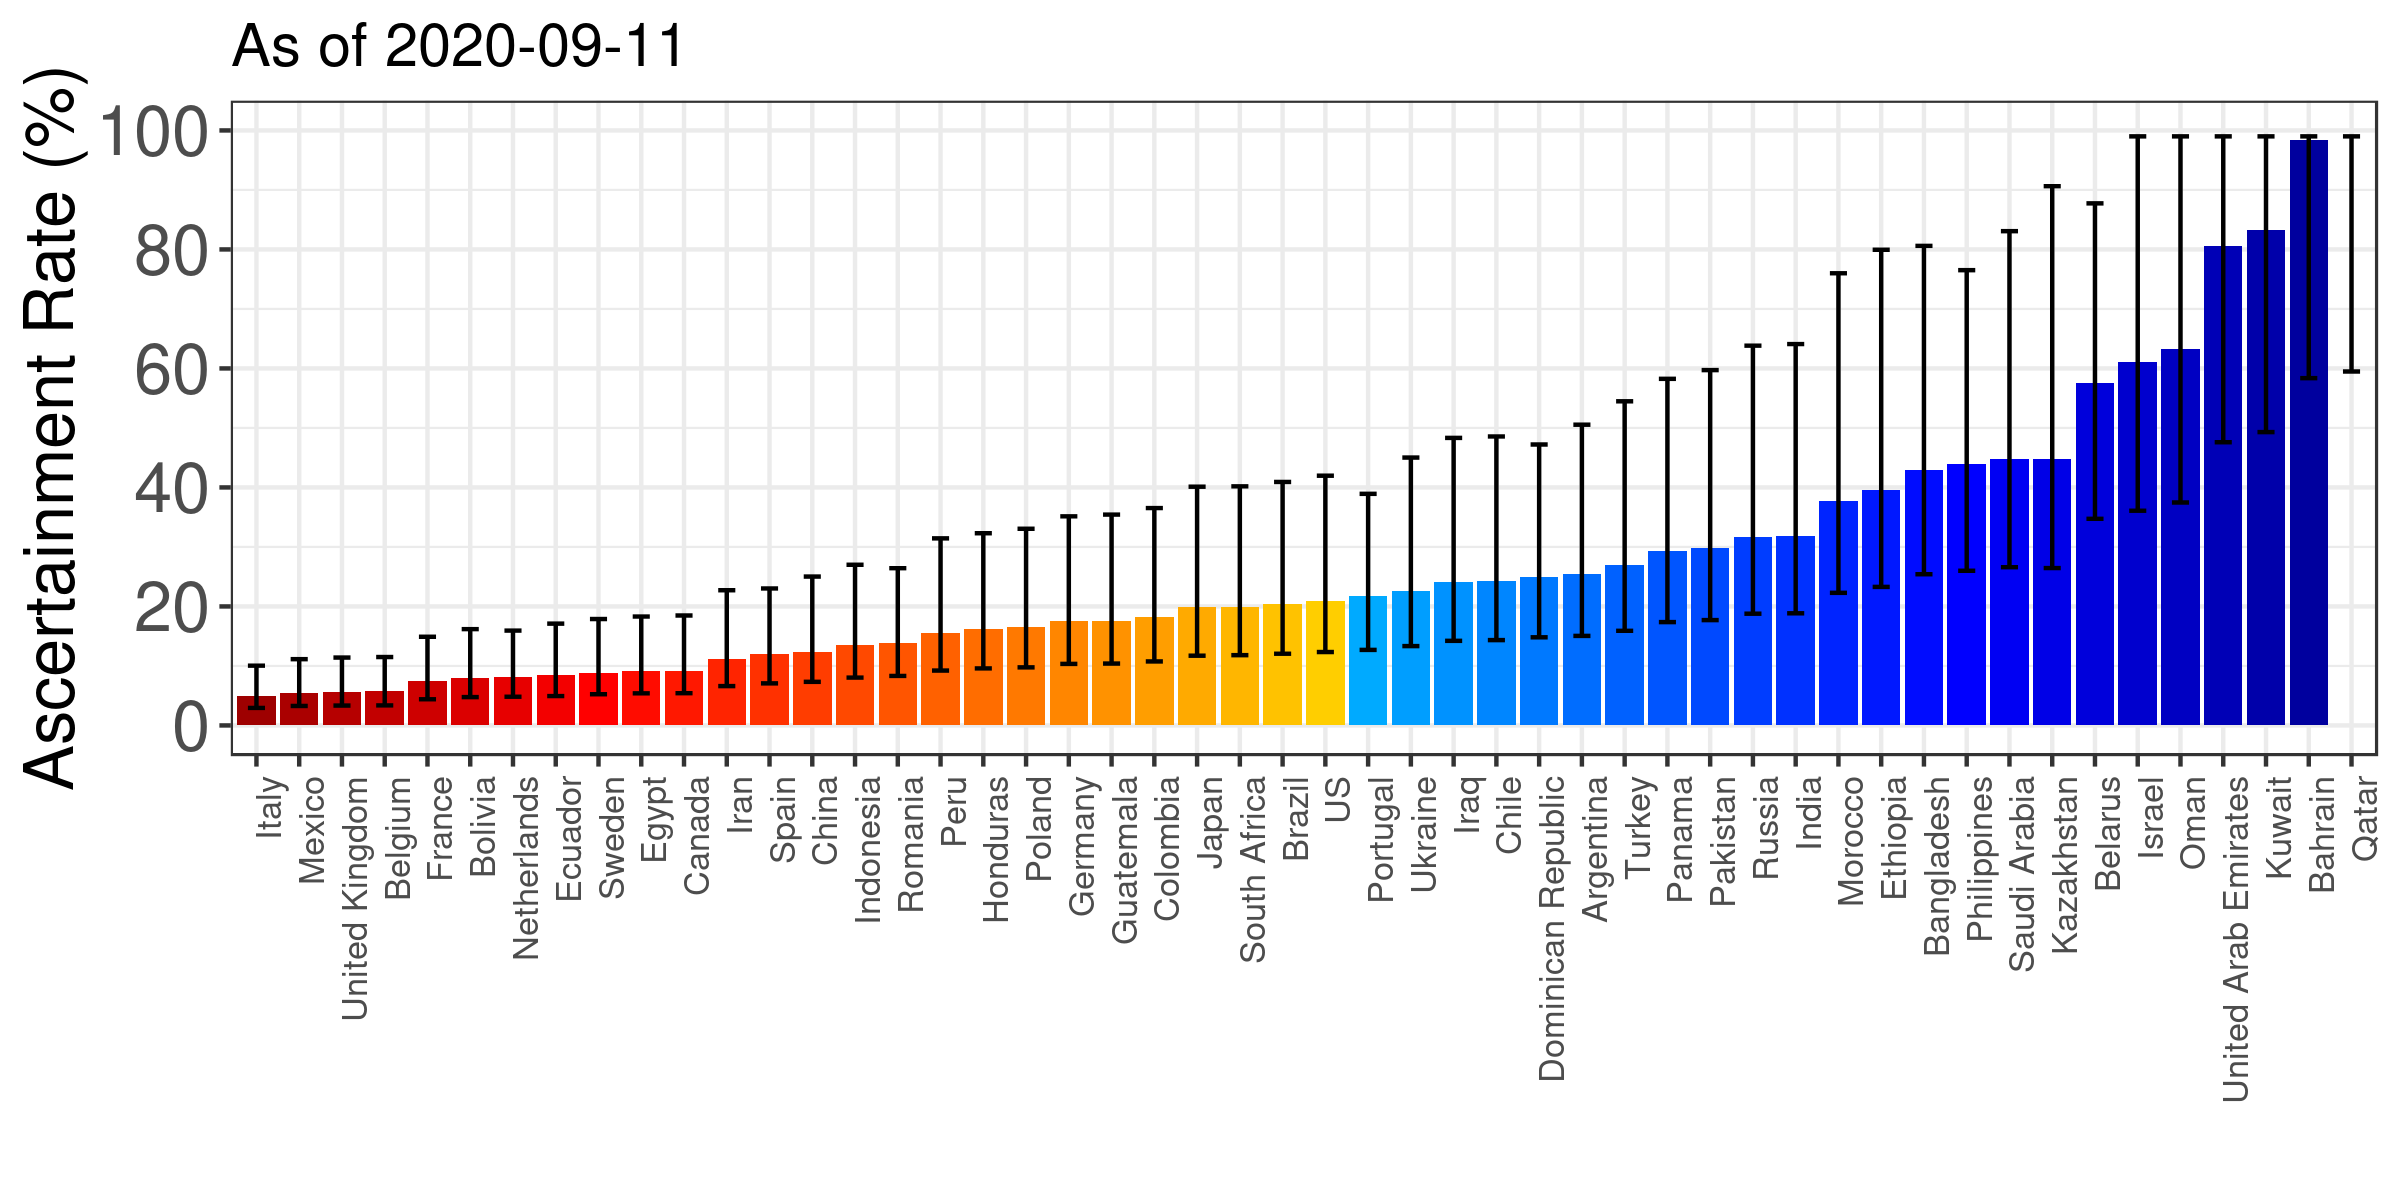 As of 2020-09-11
Ascertainment Rate (%)
100
80
60
40
20
0
Italy
Mexico
United Kingdom
Belgium
France
Bolivia
Netherlands
Ecuador
Sweden
Egypt
Canada
Iran
Spain
China
Indonesia
Romania
Peru
Honduras
Poland
Germany
Guatemala
Colombia
Japan
South Africa
Brazil
US
Portugal
Ukraine
Iraq
Chile
Dominican Republic
Argentina
Turkey
Panama
Pakistan
Russia
India
Morocco
Ethiopia
Bangladesh
Philippines
Saudi Arabia
Kazakhstan
Belarus
Israel
Oman
United Arab Emirates
Kuwait
Bahrain
Qatar